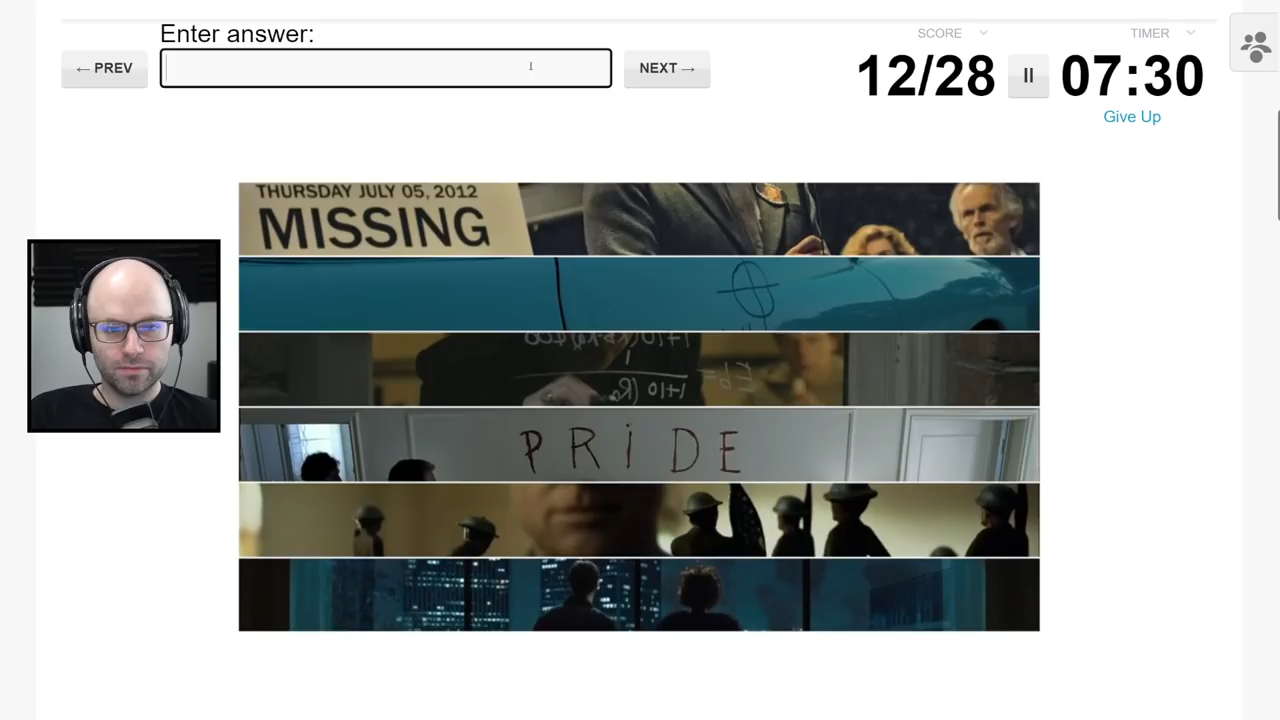 Enter answer:
← PREV
NEXT →
SCORE
12/28
TIMER
07:30
Give Up
THURSDAY JULY 05, 2012
MISSING
PRiDE